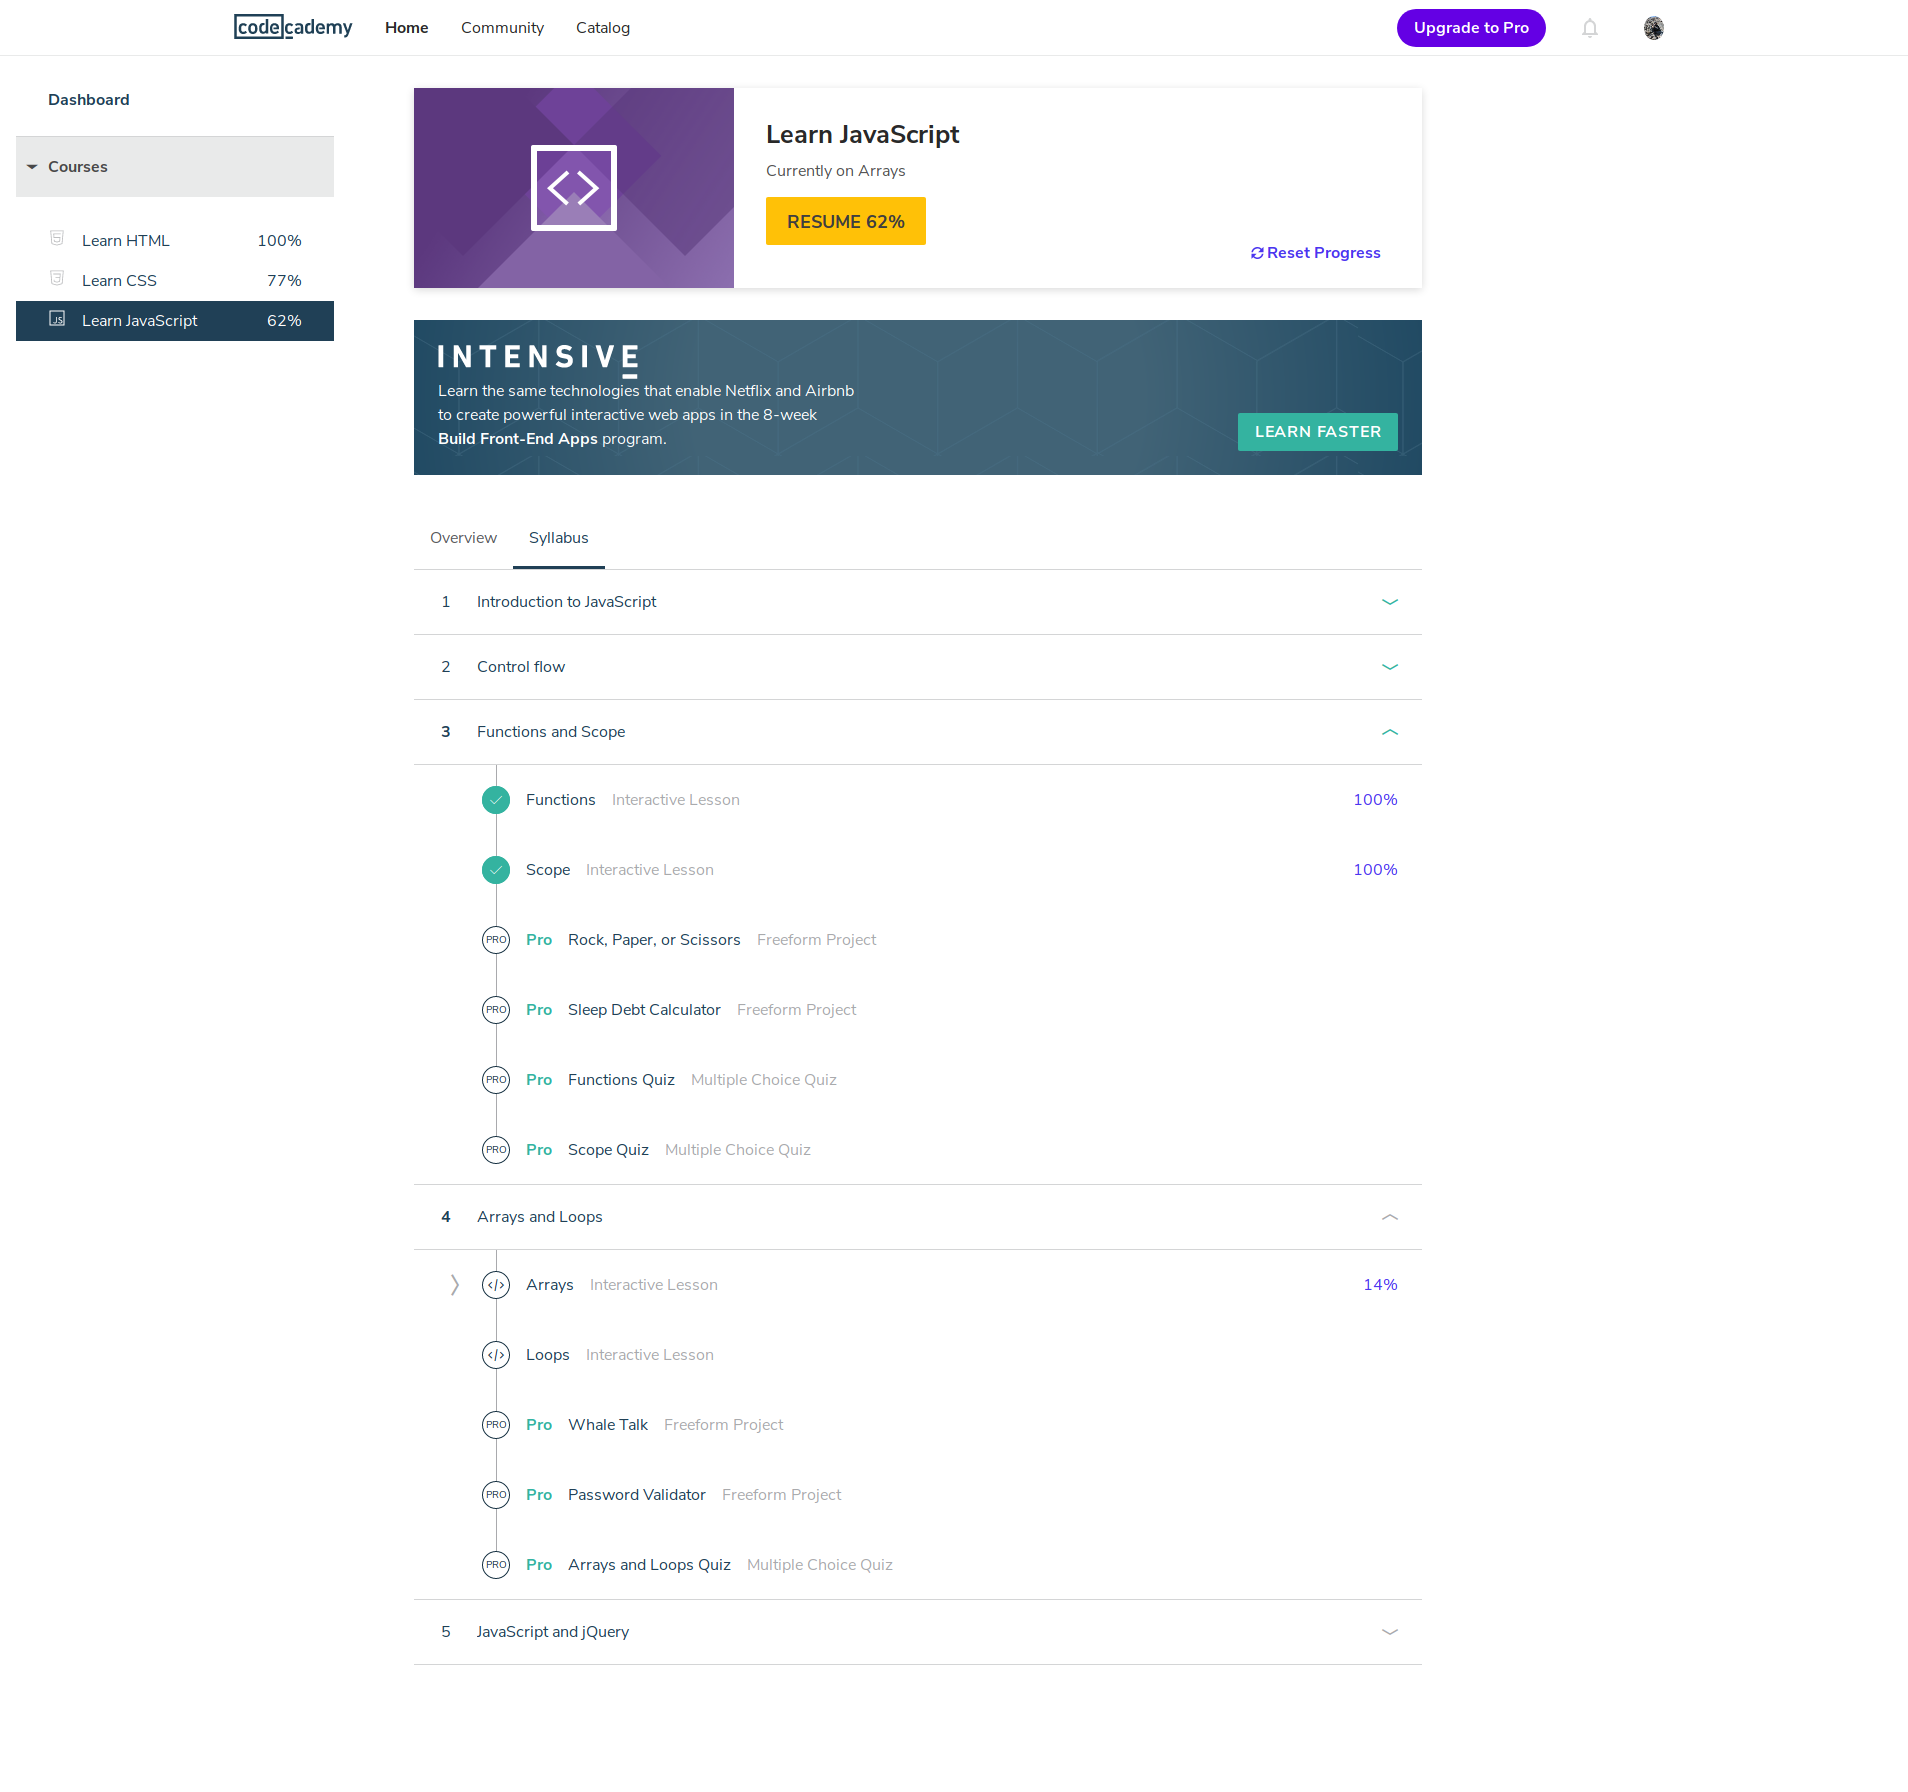 codecademy Home Community Catalog Upgrade to Pro
Dashboard
Courses
Learn HTML 100%
Learn CSS 77%
JS Learn JavaScript 62%
Learn JavaScript
Currently on Arrays
RESUME 62%
Reset Progress
INTENSIVE
Learn the same technologies that enable Netflix and Airbnb
to create powerful interactive web apps in the 8-week
Build Front-End Apps program.
LEARN FASTER
Overview Syllabus
1 Introduction to JavaScript
2 Control flow
3 Functions and Scope
Functions Interactive Lesson 100%
Scope Interactive Lesson 100%
PRO Pro Rock, Paper, or Scissors Freeform Project
PRO Pro Sleep Debt Calculator Freeform Project
PRO Pro Functions Quiz Multiple Choice Quiz
PRO Pro Scope Quiz Multiple Choice Quiz
4 Arrays and Loops
Arrays Interactive Lesson 14%
Loops Interactive Lesson
PRO Pro Whale Talk Freeform Project
PRO Pro Password Validator Freeform Project
PRO Pro Arrays and Loops Quiz Multiple Choice Quiz
5 JavaScript and jQuery